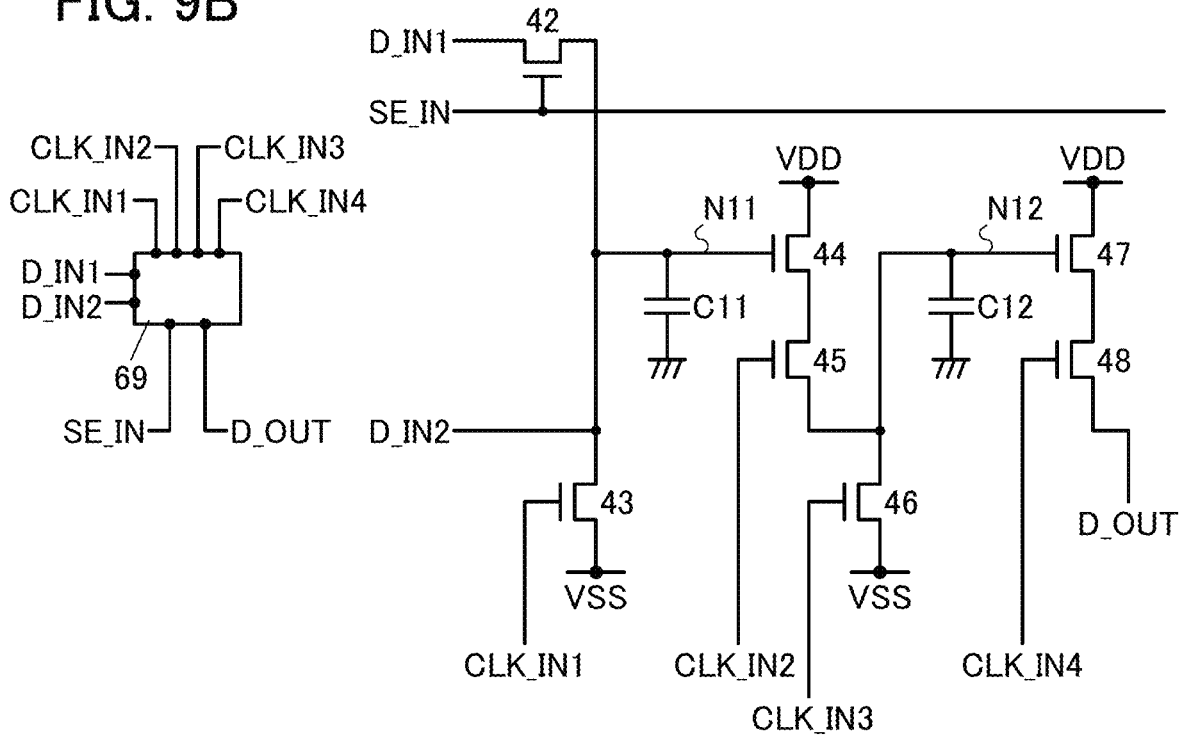 FIG. 9B
42
D_IN1
SE_IN
CLK_IN2
CLK_IN3
CLK_IN1
CLK_IN4
D_IN1
D_IN2
69
SE_IN
D_OUT
VDD
VDD
N11
N12
44
47
C11
C12
45
48
D_IN2
43
46
D_OUT
VSS
VSS
CLK_IN1
CLK_IN2
CLK_IN4
CLK_IN3